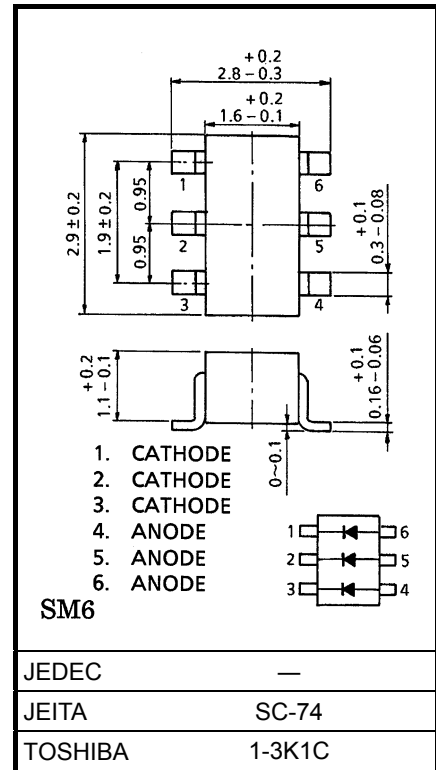 + 0.2
2.8 – 0.3
+ 0.2
1.6 – 0.1
1
6
2
5
3
4
2.9 ± 0.2
1.9 ± 0.2
0.95
0.95
+ 0.1
0.3 – 0.08
+ 0.2
1.1 – 0.1
+ 0.1
0.16 – 0.06
0~0.1
1. CATHODE
2. CATHODE
3. CATHODE
4. ANODE
5. ANODE
6. ANODE
1 6
2 5
3 4
SM6
JEDEC —
JEITA SC-74
TOSHIBA 1-3K1C